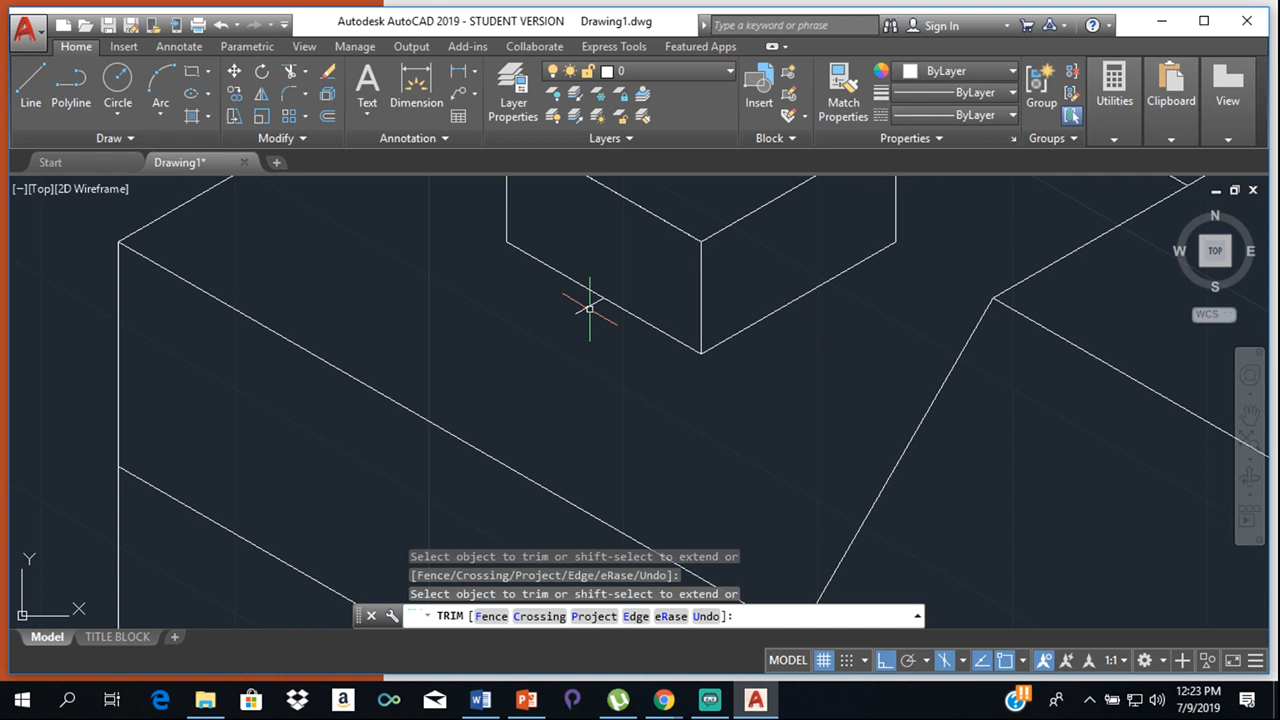 Autodesk AutoCAD 2019 - STUDENT VERSION Drawing1.dwg
Type a keyword or phrase
Sign In
Home Insert Annotate Parametric View Manage Output Add-ins Collaborate Express Tools Featured Apps
0 ByLayer
ByLayer
ByLayer
Line Polyline Circle Arc Text Dimension Layer Properties Insert Match Properties Group Utilities Clipboard View
Draw Modify Annotation Layers Block Properties Groups
Start Drawing1*
[−][Top][2D Wireframe]
N
W TOP E
S
WCS
Select object to trim or shift-select to extend or
[Fence/Crossing/Project/Edge/eRase/Undo]:
Select object to trim or shift-select to extend or
TRIM [Fence Crossing Project Edge eRase Undo]:
Y
X
Model TITLE BLOCK
MODEL 1:1
12:23 PM
7/9/2019